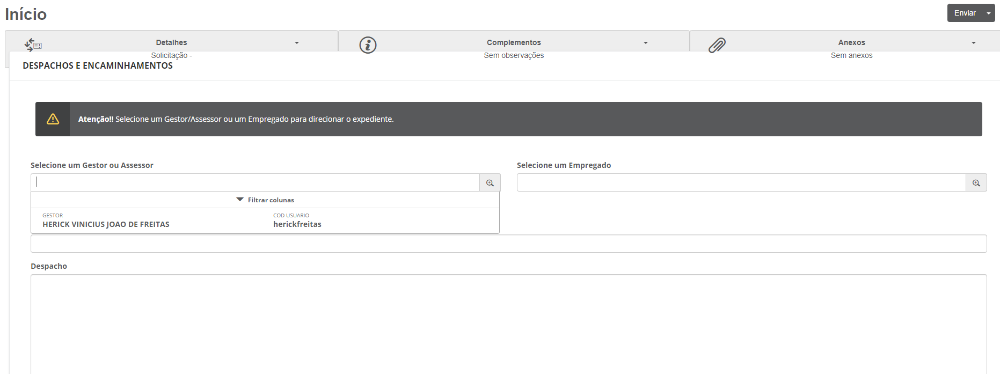 Início
Enviar
Detalhes
Solicitação -
Complementos
Sem observações
Anexos
Sem anexos
DESPACHOS E ENCAMINHAMENTOS
Atenção!! Selecione um Gestor/Assessor ou um Empregado para direcionar o expediente.
Selecione um Gestor ou Assessor
Selecione um Empregado
Filtrar colunas
GESTOR
HERICK VINICIUS JOAO DE FREITAS
COD USUARIO
herickfreitas
Despacho